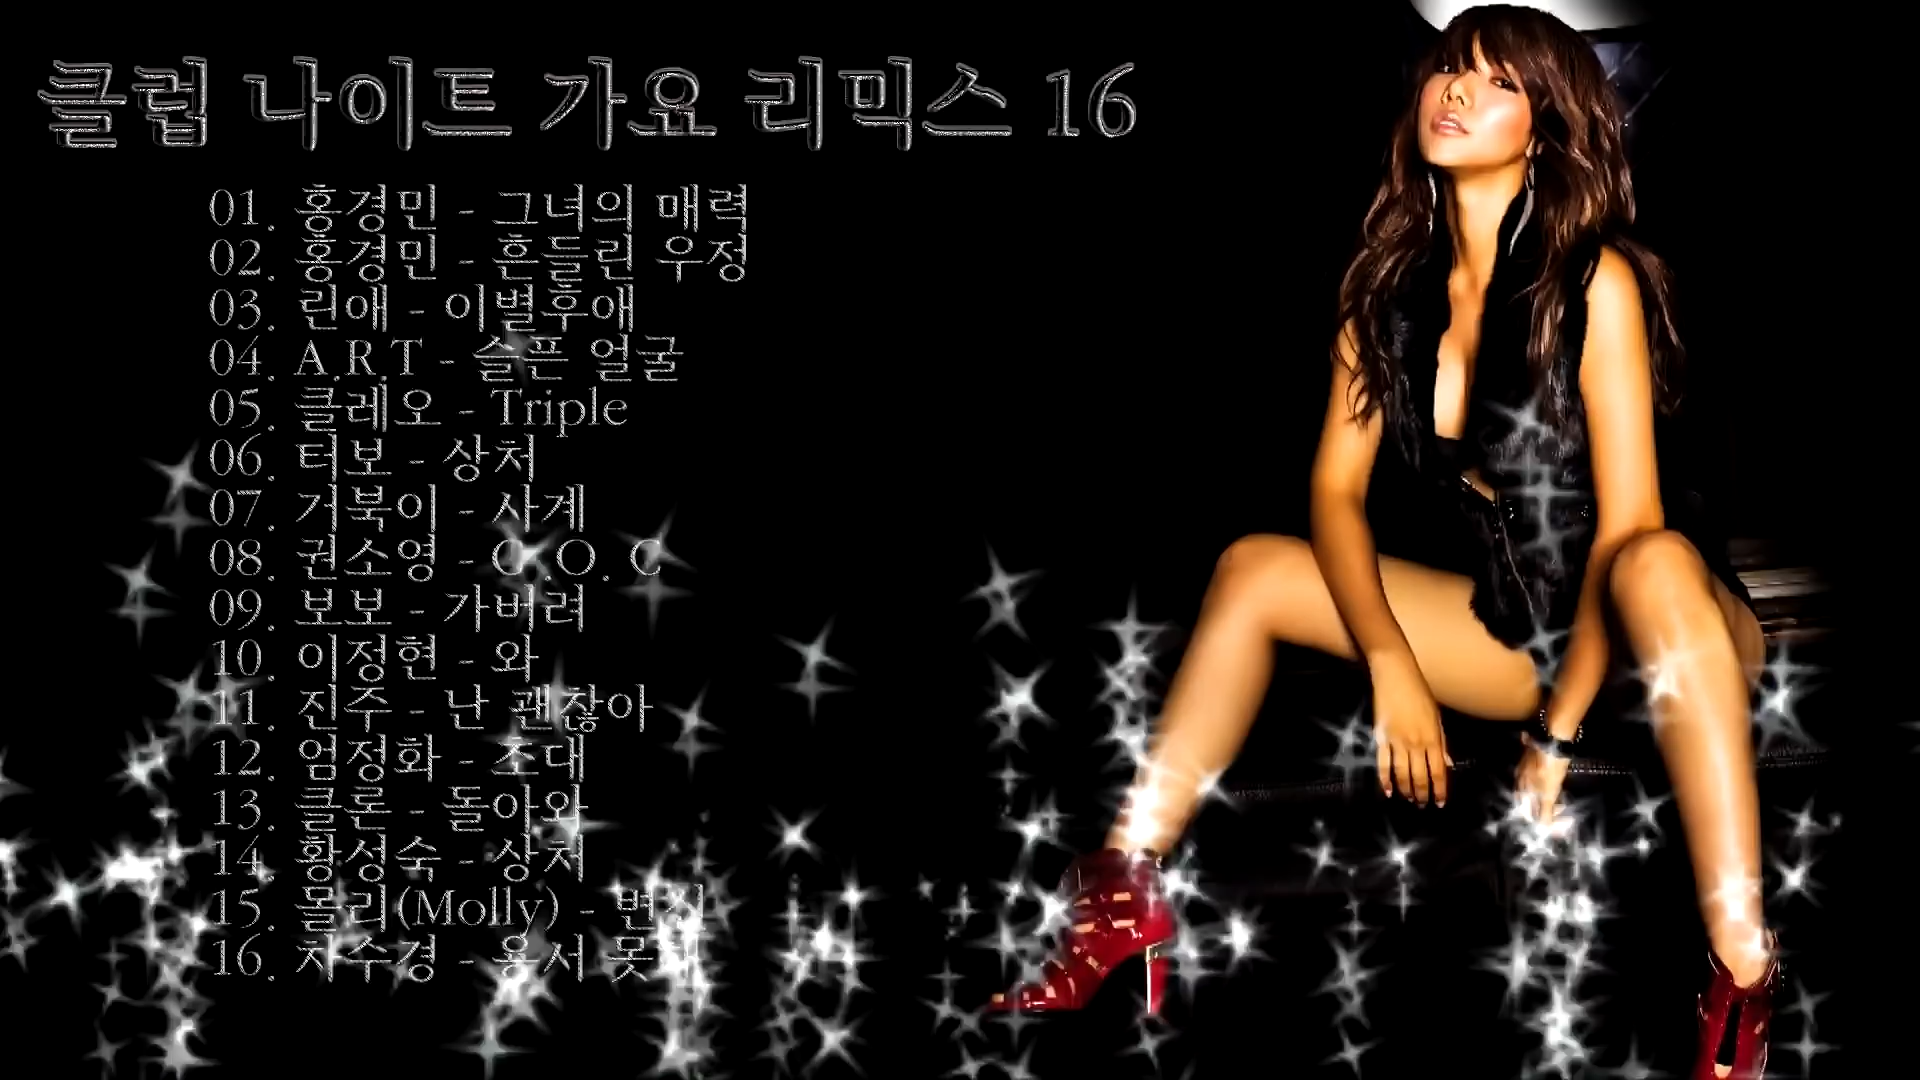 클럽 나이트 가요 리믹스 16
01. 홍경민 - 그녀의 매력
02. 홍경민 - 흔들린 우정
03. 린애 - 이별후애
04. A.R.T - 슬픈 얼굴
05. 클레오 - Triple
06. 터보 - 상처
07. 거북이 - 사계
08. 권소영 - O.O. C
09. 보보 - 가버려
10. 이정현 - 와
11. 진주 - 난 괜찮아
12. 엄정화 - 초대
13. 클론 - 돌아와
14. 황성숙 - 상처
15. 몰리(Molly) -
16. 차수경 - 용서